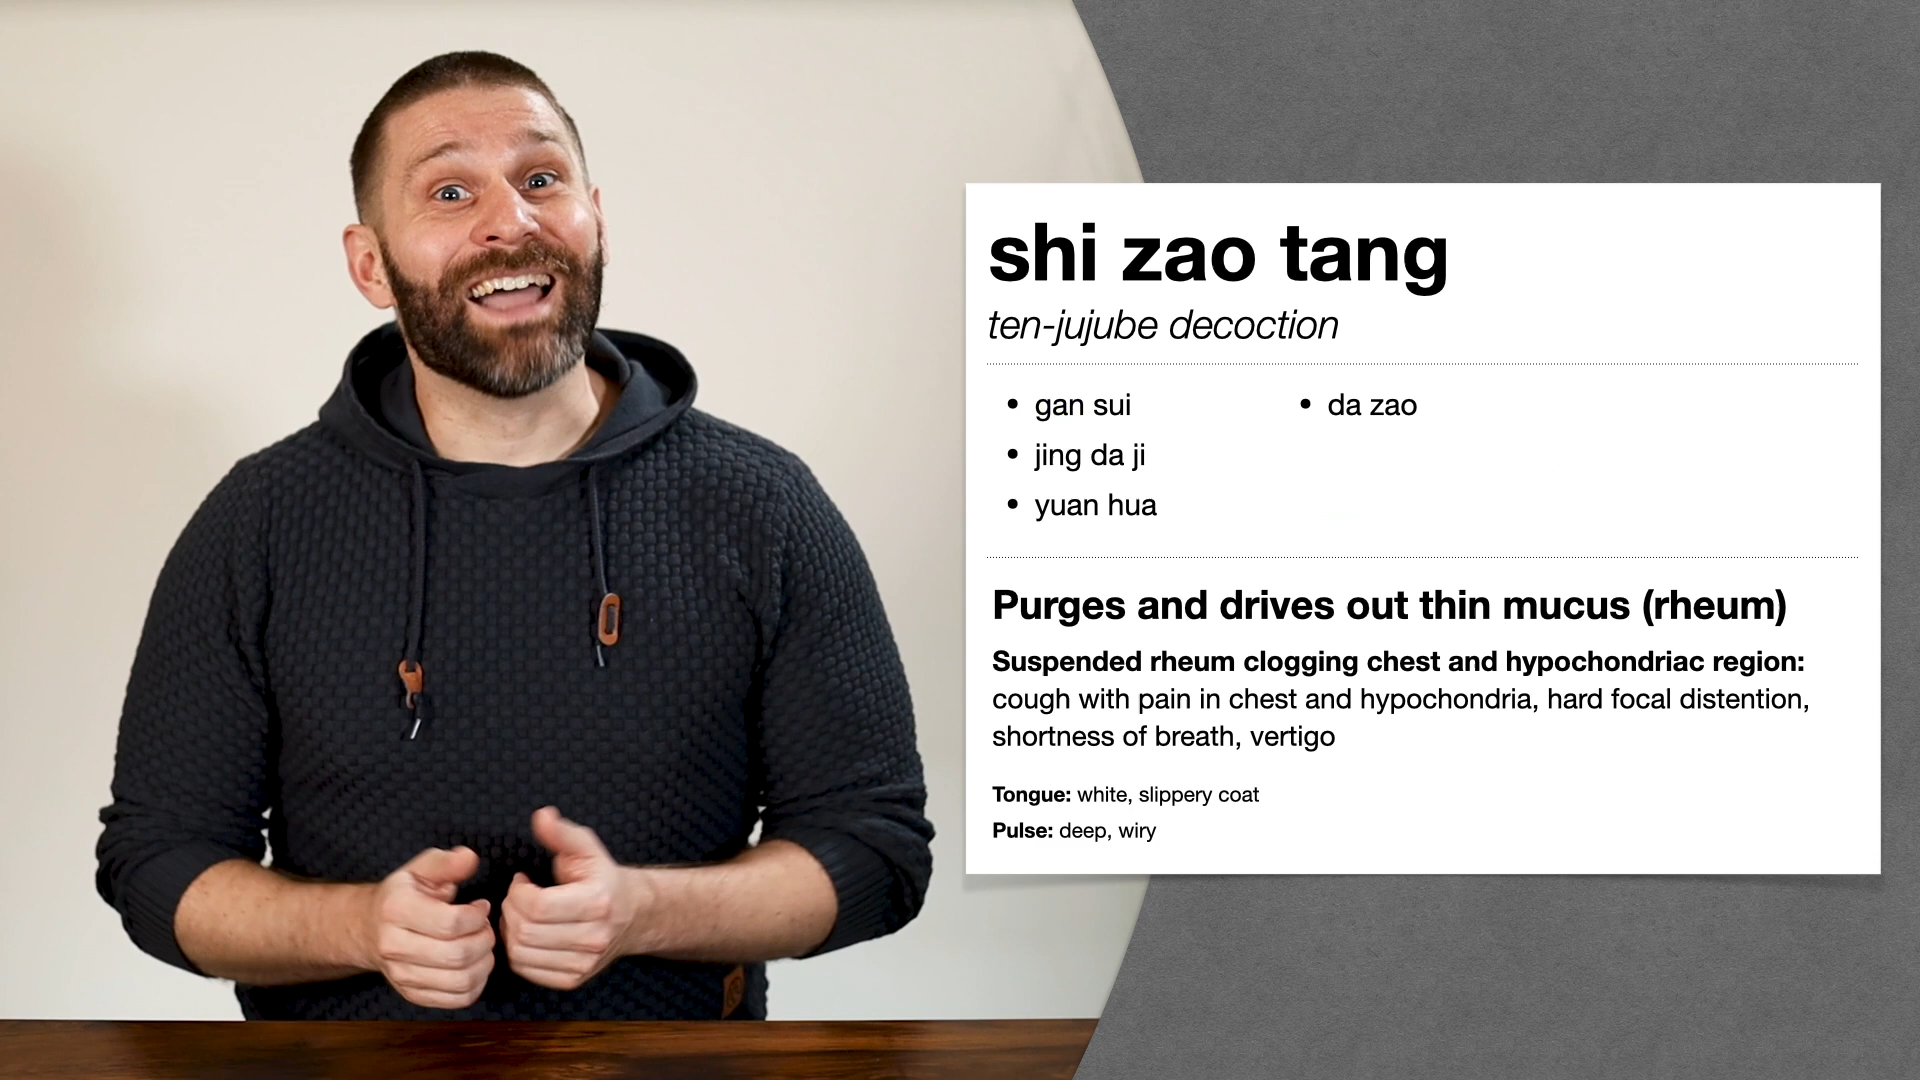 shi zao tang
ten-jujube decoction
• gan sui
• da zao
• jing da ji
• yuan hua
Purges and drives out thin mucus (rheum)
Suspended rheum clogging chest and hypochondriac region:
cough with pain in chest and hypochondria, hard focal distention,
shortness of breath, vertigo
Tongue: white, slippery coat
Pulse: deep, wiry